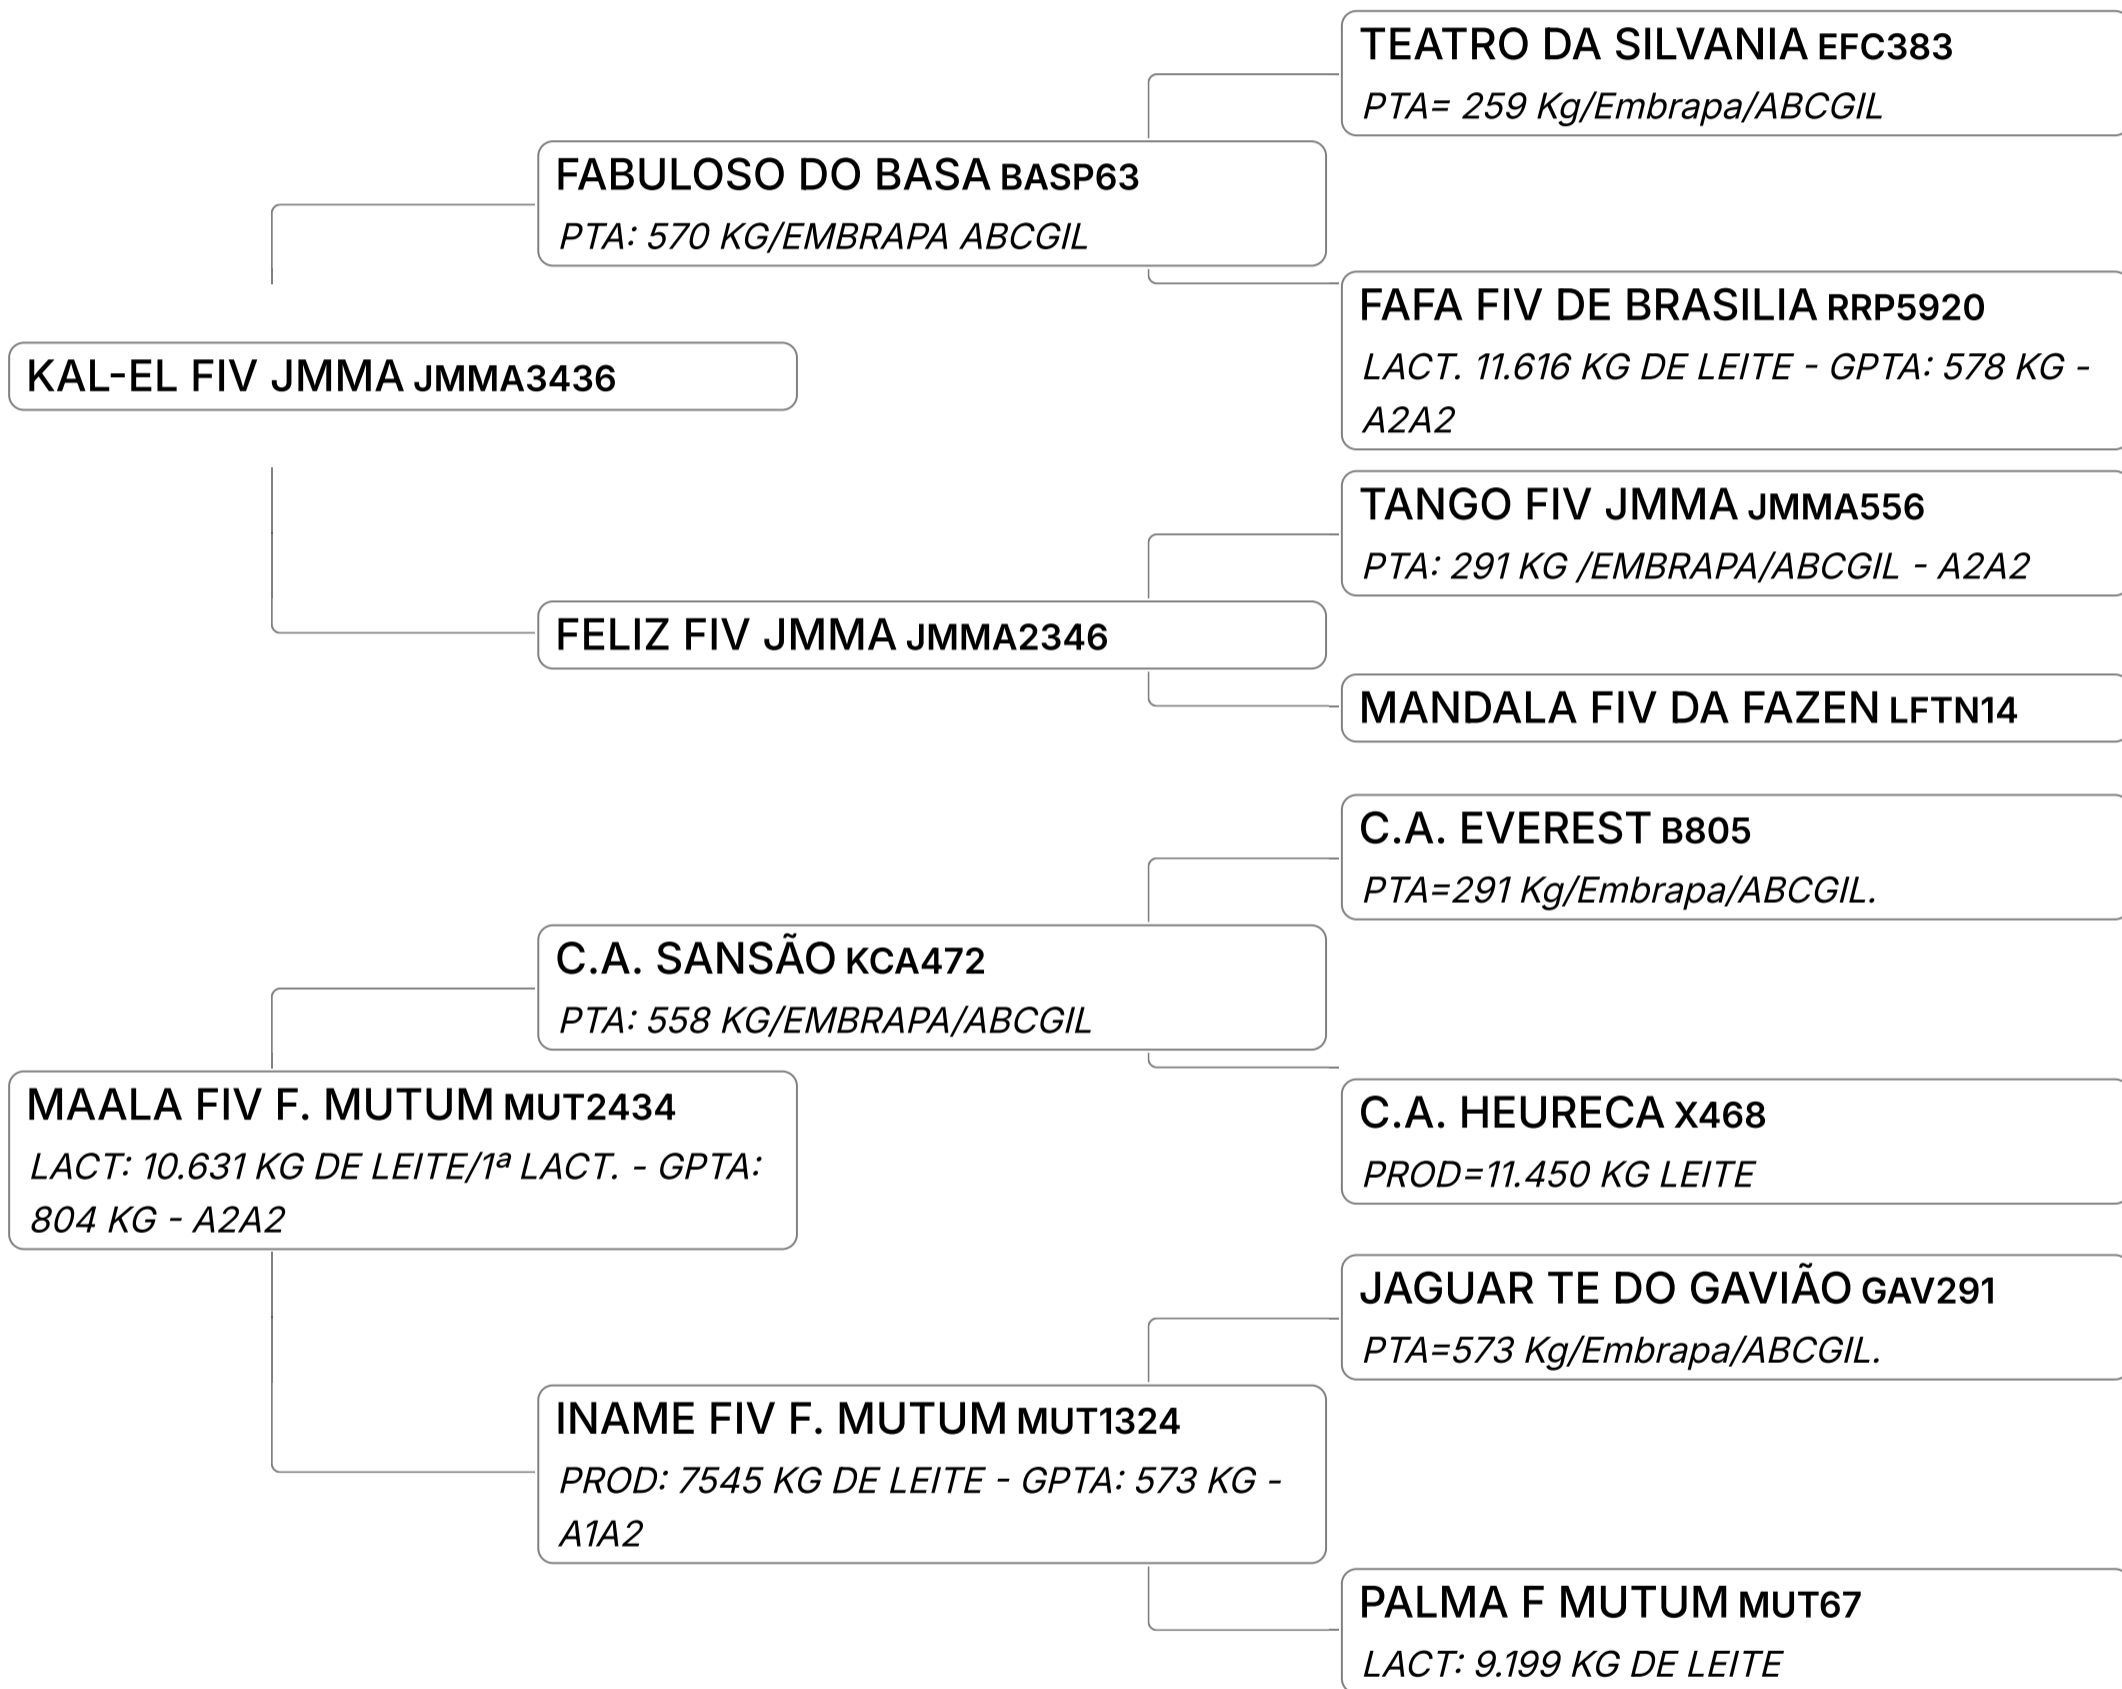 TEATRO DA SILVANIA EFC383
PTA= 259 Kg/Embrapa/ABCGIL
FABULOSO DO BASA BASP63
PTA: 570 KG/EMBRAPA ABCGIL
FAFA FIV DE BRASILIA RRP5920
LACT. 11.616 KG DE LEITE - GPTA: 578 KG -
A2A2
KAL-EL FIV JMMA JMMA3436
TANGO FIV JMMA JMMA556
PTA: 291 KG /EMBRAPA/ABCGIL - A2A2
FELIZ FIV JMMA JMMA2346
MANDALA FIV DA FAZEN LFTN14
C.A. EVEREST B805
PTA=291 Kg/Embrapa/ABCGIL.
C.A. SANSÃO KCA472
PTA: 558 KG/EMBRAPA/ABCGIL
C.A. HEURECA X468
PROD=11.450 KG LEITE
MAALA FIV F. MUTUM MUT2434
LACT: 10.631 KG DE LEITE/1ª LACT. - GPTA:
804 KG - A2A2
JAGUAR TE DO GAVIÃO GAV291
PTA=573 Kg/Embrapa/ABCGIL.
INAME FIV F. MUTUM MUT1324
PROD: 7545 KG DE LEITE - GPTA: 573 KG -
A1A2
PALMA F MUTUM MUT67
LACT: 9.199 KG DE LEITE